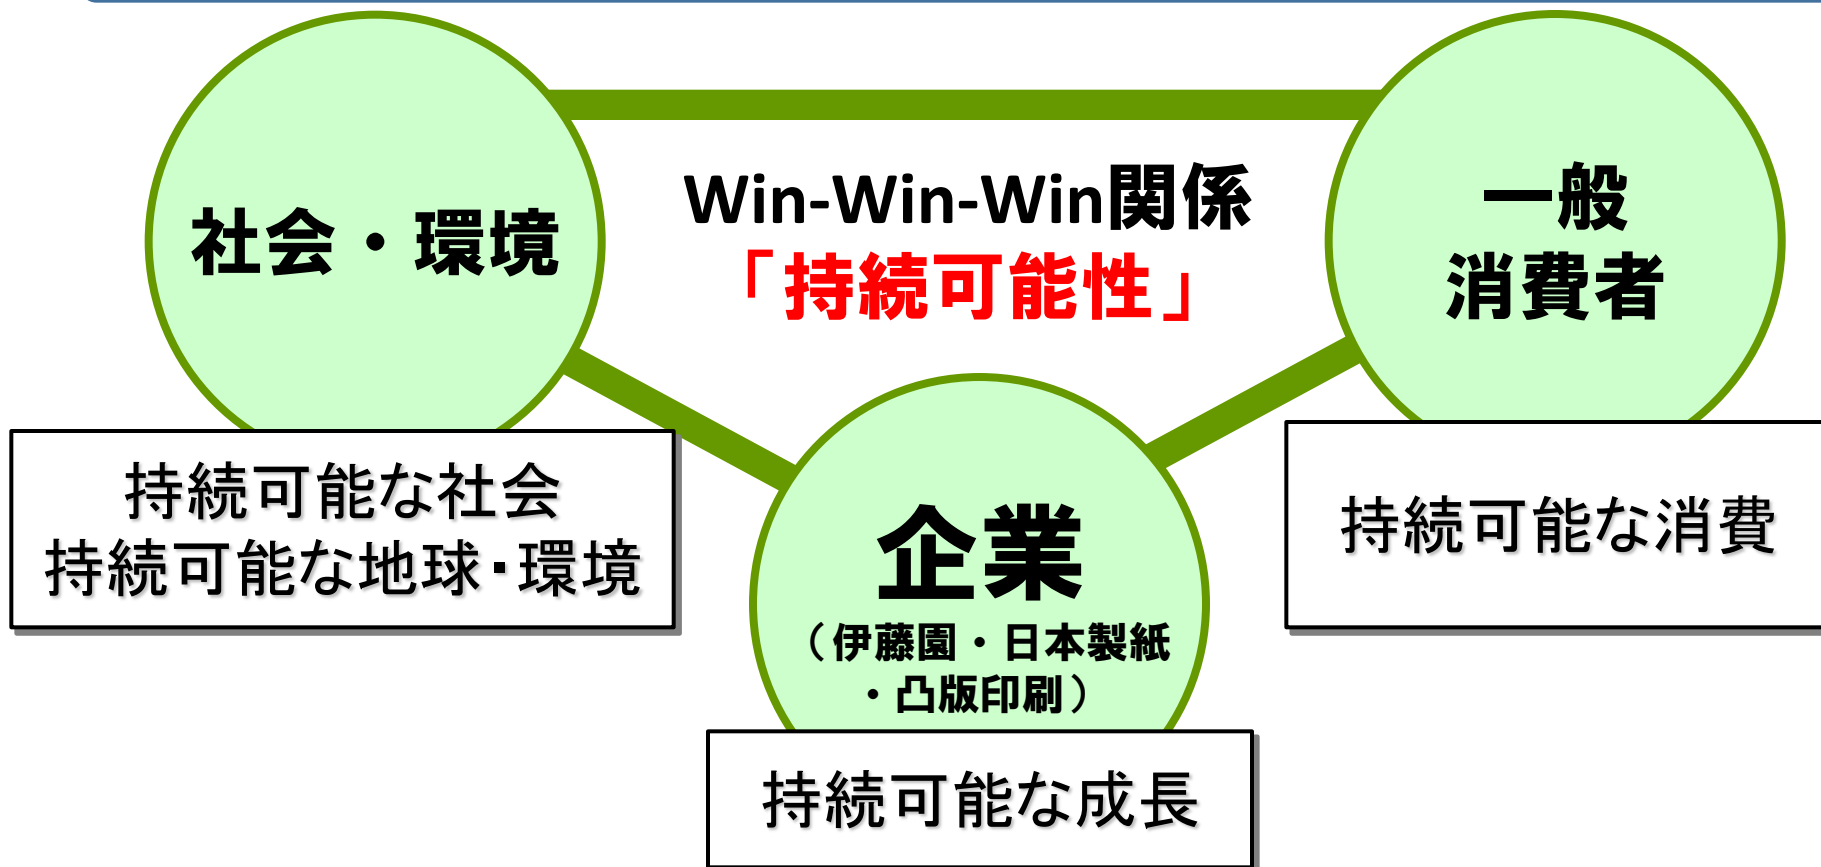 社会・環境
Win-Win-Win関係
「持続可能性」
一般
消費者
持続可能な社会
持続可能な地球・環境
持続可能な消費
企業
（伊藤園・日本製紙
・凸版印刷）
持続可能な成長